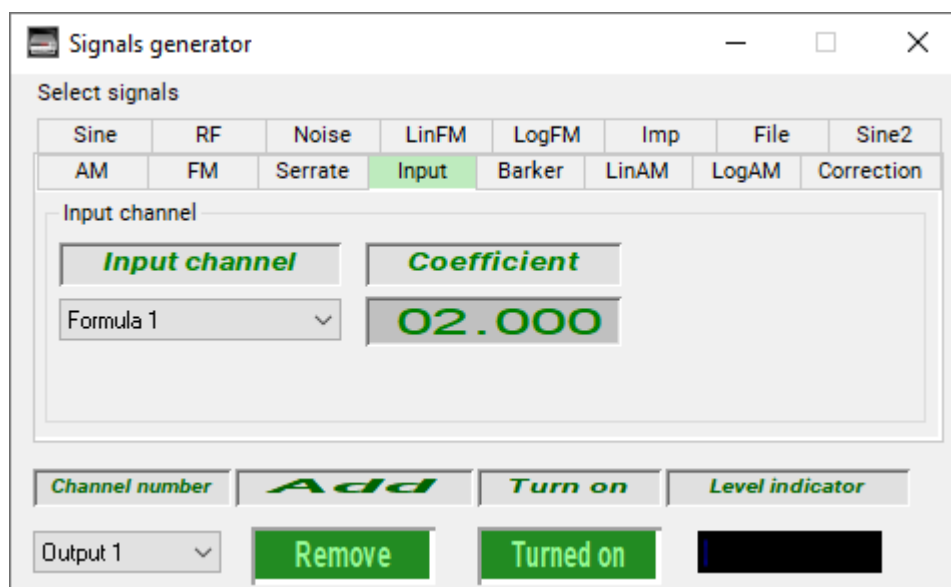 Signals generator
Select signals
Sine RF Noise LinFM LogFM Imp File Sine2
AM FM Serrate Input Barker LinAM LogAM Correction
Input channel
Input channel Coefficient
Formula 1 02.000
Channel number Add Turn on Level indicator
Output 1 Remove Turned on